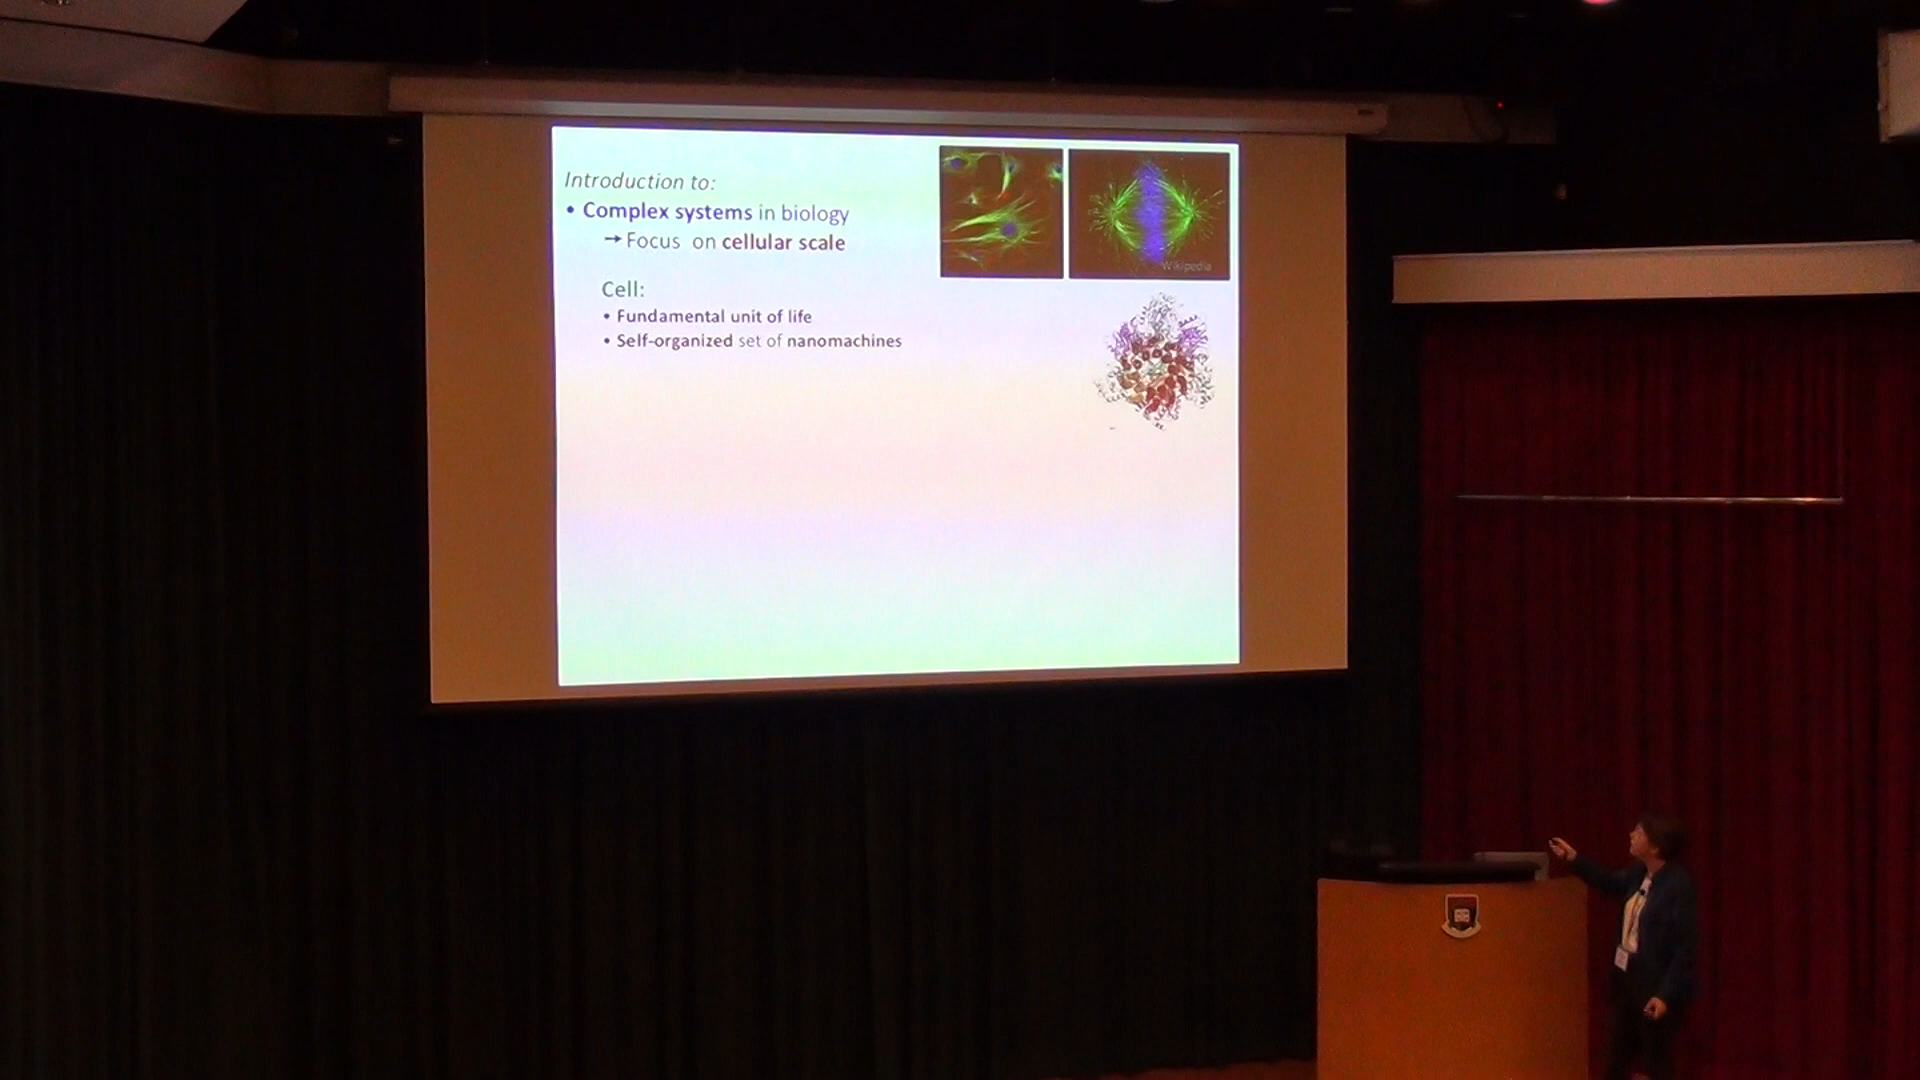 Introduction to:
• Complex systems in biology
→ Focus on cellular scale
Wikipedia
Cell:
• Fundamental unit of life
• Self-organized set of nanomachines